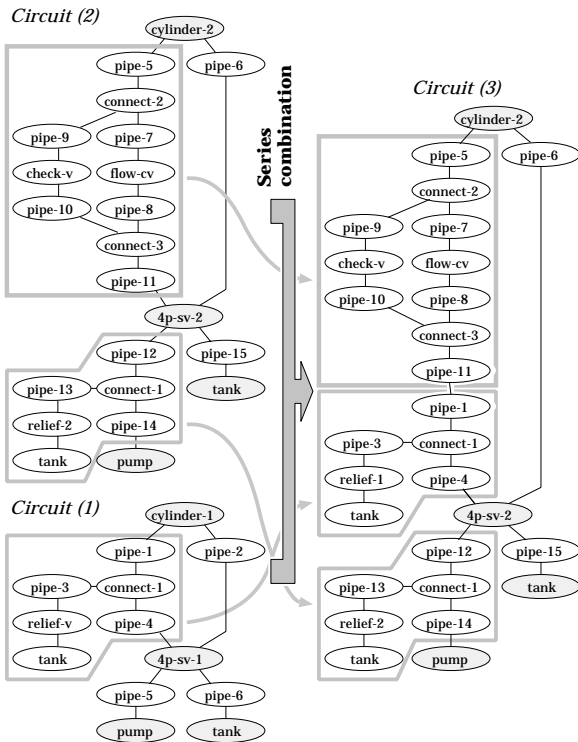 Circuit (2)
cylinder-2
pipe-5
pipe-6
connect-2
pipe-9
pipe-7
check-v
flow-cv
pipe-10
pipe-8
connect-3
pipe-11
4p-sv-2
pipe-12
pipe-15
pipe-13
connect-1
tank
relief-2
pipe-14
tank
pump
Circuit (1)
cylinder-1
pipe-1
pipe-2
pipe-3
connect-1
relief-v
pipe-4
tank
4p-sv-1
pipe-5
pipe-6
pump
tank
Series
combination
Circuit (3)
cylinder-2
pipe-5
pipe-6
connect-2
pipe-9
pipe-7
check-v
flow-cv
pipe-10
pipe-8
connect-3
pipe-11
pipe-1
pipe-3
connect-1
relief-1
pipe-4
tank
4p-sv-2
pipe-12
pipe-15
pipe-13
connect-1
tank
relief-2
pipe-14
tank
pump